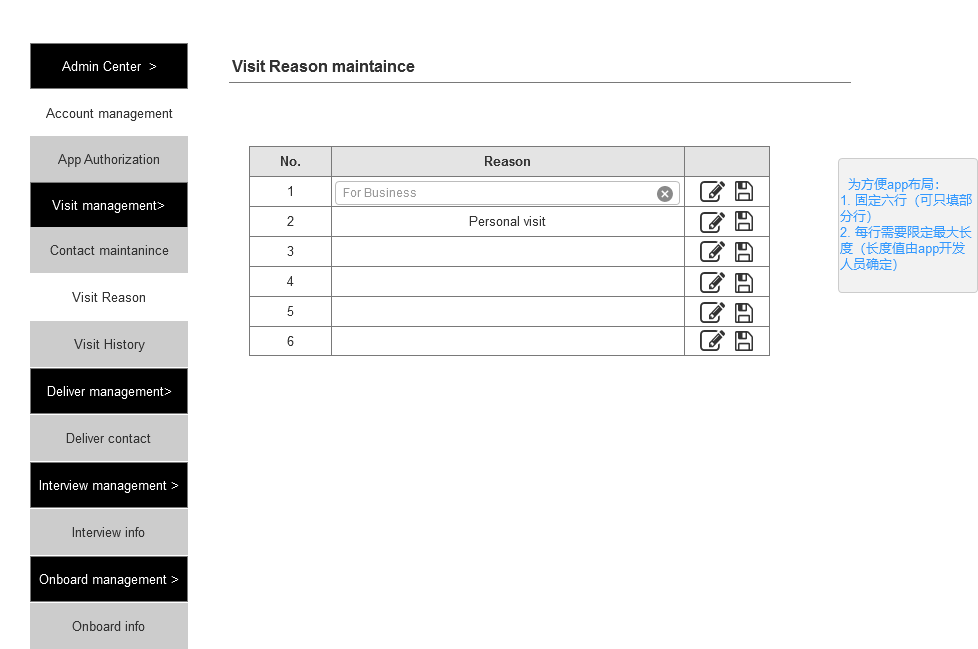 Admin Center >
Account management
App Authorization
Visit management>
Contact maintanince
Visit Reason
Visit History
Deliver management>
Deliver contact
Interview management >
Interview info
Onboard management >
Onboard info
Visit Reason maintaince
No. Reason
1 For Business
2 Personal visit
3
4
5
6
为方便app布局：
1. 固定六行（可只填部
分行）
2. 每行需要限定最大长
度（长度值由app开发
人员确定）